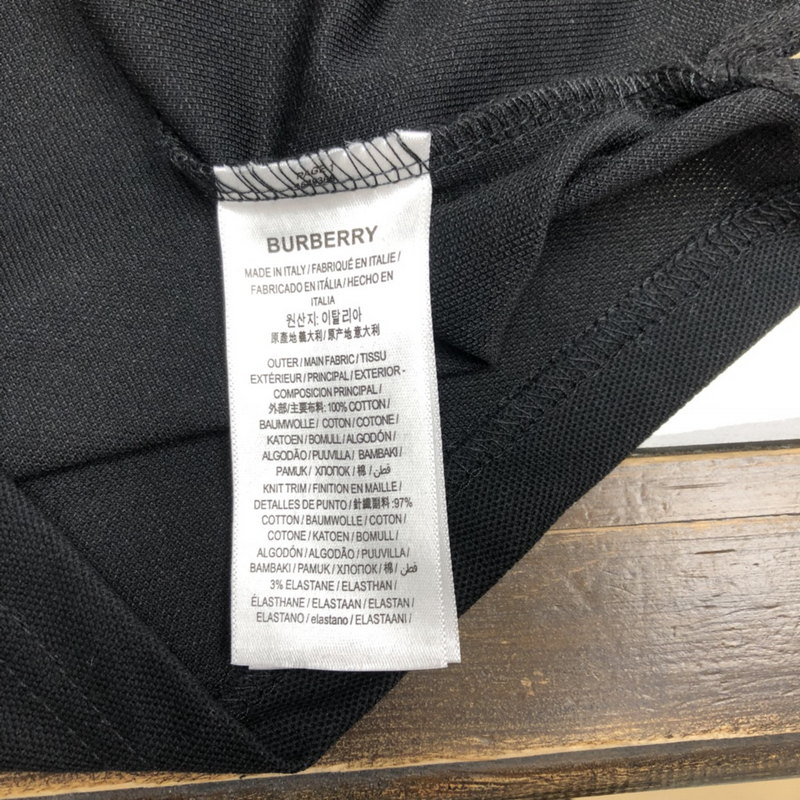 BURBERRY
MADE IN ITALY / FABRIQUÉ EN ITALIE /
FABRICADO EN ITÁLIA / HECHO EN
ITALIA
원산지: 이탈리아
原產地 義大利 / 原产地 意大利
OUTER / MAIN FABRIC / TISSU
EXTÉRIEUR / PRINCIPAL / EXTERIOR -
COMPOSICION PRINCIPAL /
外部/主要布料: 100% COTTON /
BAUMWOLLE / COTON / COTONE /
KATOEN / BOMULL / ALGODÓN /
ALGODÃO / PUUVILLA / BAMBAKI /
PAMUK / ХЛОПОК / 棉 / قطن
KNIT TRIM / FINITION EN MAILLE /
DETALLES DE PUNTO / 針織副料 :97%
COTTON / BAUMWOLLE / COTON /
COTONE / KATOEN / BOMULL /
ALGODÓN / ALGODÃO / PUUVILLA /
BAMBAKI / PAMUK / ХЛОПОК / 棉 / قطن
3% ELASTANE / ELASTHAN /
ÉLASTHANE / ELASTAAN / ELASTAN /
ELASTANO / elastano / ELASTAANI /